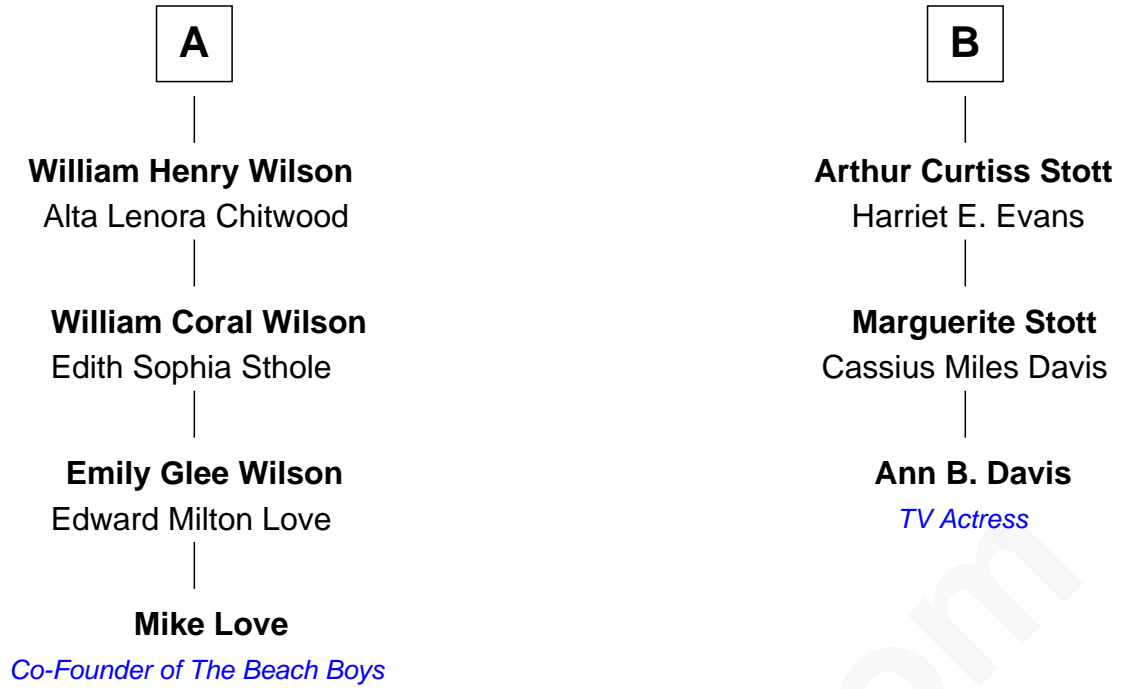 A
William Henry Wilson
Alta Lenora Chitwood
William Coral Wilson
Edith Sophia Sthole
Emily Glee Wilson
Edward Milton Love
Mike Love
Co-Founder of The Beach Boys
B
Arthur Curtiss Stott
Harriet E. Evans
Marguerite Stott
Cassius Miles Davis
Ann B. Davis
TV Actress
om